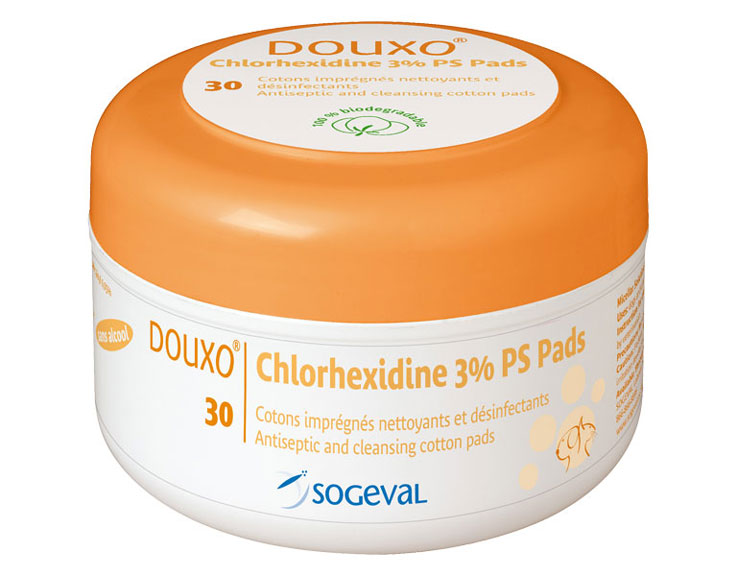 DOUXO®
Chlorhexidine 3% PS Pads
30
Cotons imprégnés nettoyants et
désinfectants
Antiseptic and cleansing cotton pads
100 % biodegradable
sans alcool
DOUXO®
30
Chlorhexidine 3% PS Pads
Cotons imprégnés nettoyants et désinfectants
Antiseptic and cleansing cotton pads
SOGEVAL